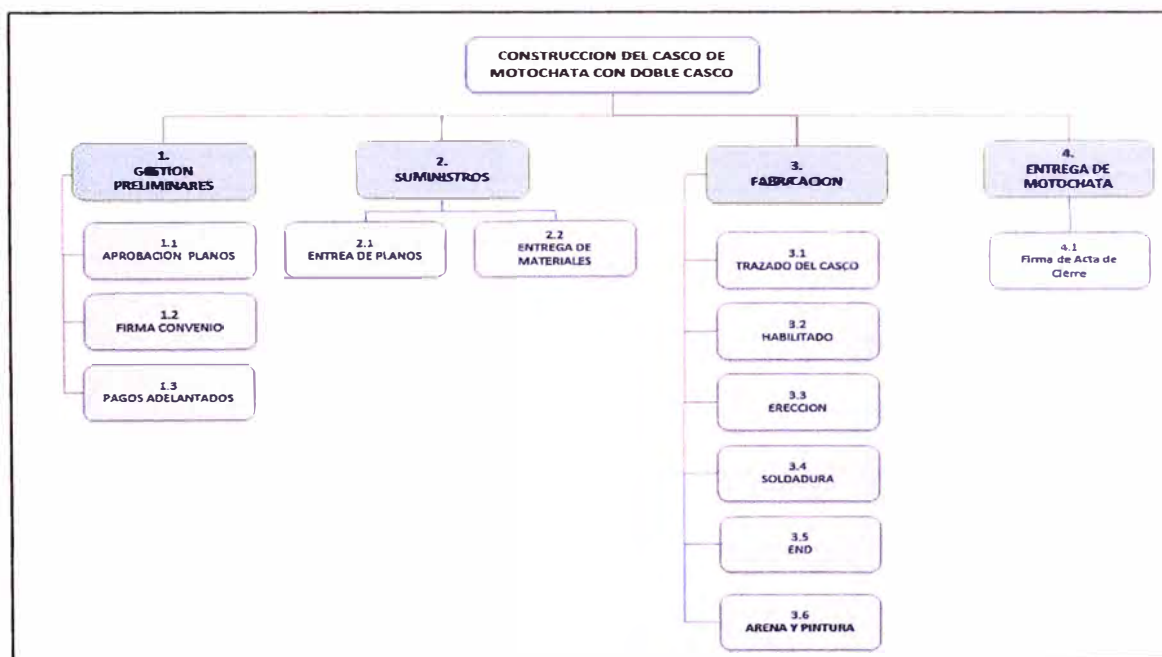 CONSTRUCCION DEL CASCO DE
MOTOCHATA CON DOBLE CASCO
1.
GESTION
PRELIMINARES
1.1
APROBACION PLANOS
1.2
FIRMA CONVENIO
1.3
PAGOS ADELANTADOS
2.
SUMINISTROS
2.1
ENTREA DE PLANOS
2.2
ENTREGA DE
MATERIALES
3.
FABRICACION
3.1
TRAZADO DEL CASCO
3.2
HABILITADO
3.3
ERECCION
3.4
SOLDADURA
3.5
END
3.6
ARENA Y PINTURA
4.
ENTREGA DE
MOTOCHATA
4.1
Firma de Acta de
Cierre